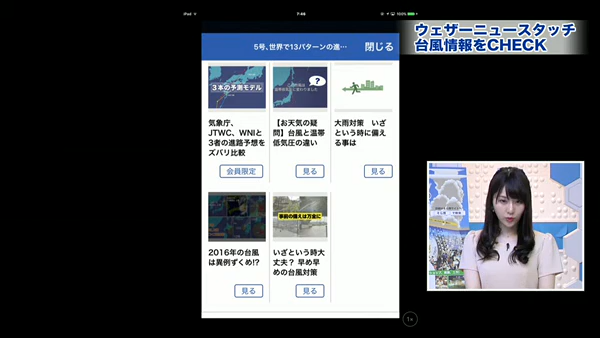 iPad
7:46
100%
ウェザーニュースタッチ
台風情報をCHECK
5号、世界で13パターンの進…
閉じる
3本の予測モデル
?
気象庁、
JTWC、WNIと
3者の進路予想を
ズバリ比較
会員限定
【お天気の疑
問】台風と温帯
低気圧の違い
見る
大雨対策 いざ
という時に備え
る事は
見る
事前の備えは万全に
2016年の台風
は異例ずくめ!?
見る
いざという時大
丈夫？ 早め早
めの台風対策
見る
1x